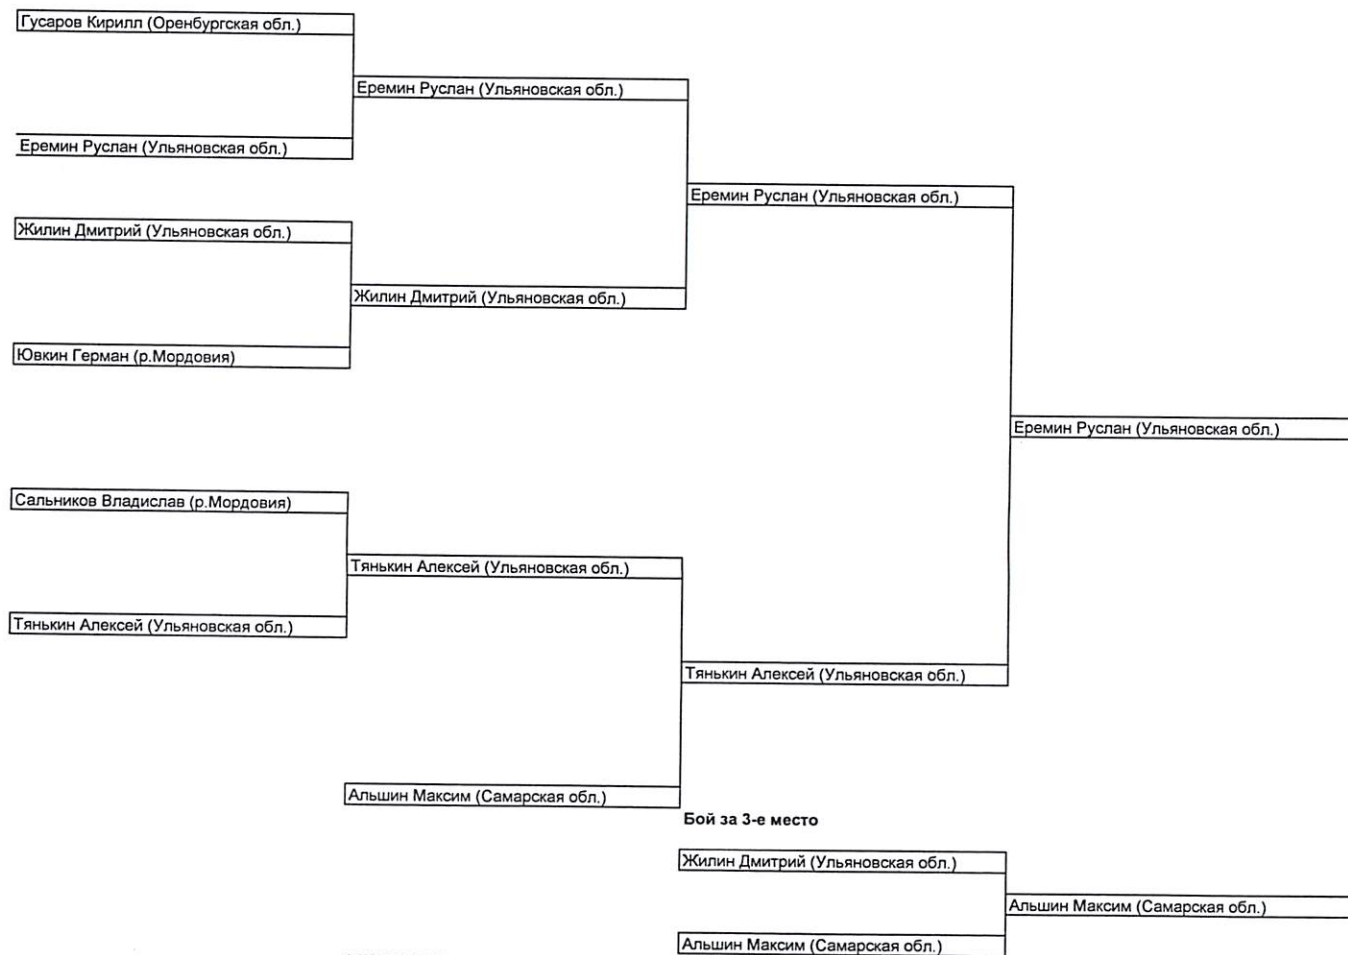 Гусаров Кирилл (Оренбургская обл.)
Еремин Руслан (Ульяновская обл.)
Еремин Руслан (Ульяновская обл.)
Еремин Руслан (Ульяновская обл.)
Жилин Дмитрий (Ульяновская обл.)
Жилин Дмитрий (Ульяновская обл.)
Ювкин Герман (р.Мордовия)
Еремин Руслан (Ульяновская обл.)
Сальников Владислав (р.Мордовия)
Тянькин Алексей (Ульяновская обл.)
Тянькин Алексей (Ульяновская обл.)
Тянькин Алексей (Ульяновская обл.)
Альшин Максим (Самарская обл.)
Бой за 3-е место
Жилин Дмитрий (Ульяновская обл.)
Альшин Максим (Самарская обл.)
Альшин Максим (Самарская обл.)